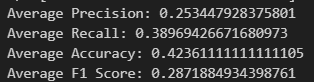 Average Precision: 0.253447928375801
Average Recall: 0.38969426671680973
Average Accuracy: 0.42361111111111105
Average F1 Score: 0.2871884934398761